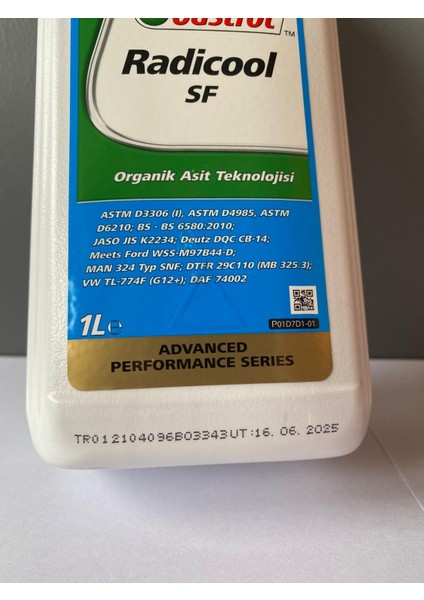 Castrol
TM
Radicool
SF
Organik Asit Teknolojisi
ASTM D3306 (I), ASTM D4985, ASTM
D6210; BS - BS 6580:2010;
JASO JIS K2234; Deutz DQC CB-14;
Meets Ford WSS-M97B44-D;
MAN 324 Typ SNF; DTFR 29C110 (MB 325.3);
VW TL-774F (G12+); DAF 74002
1L e
P01D7D1-01
ADVANCED
PERFORMANCE SERIES
TR012104096B03343UT:16. 06. 2025